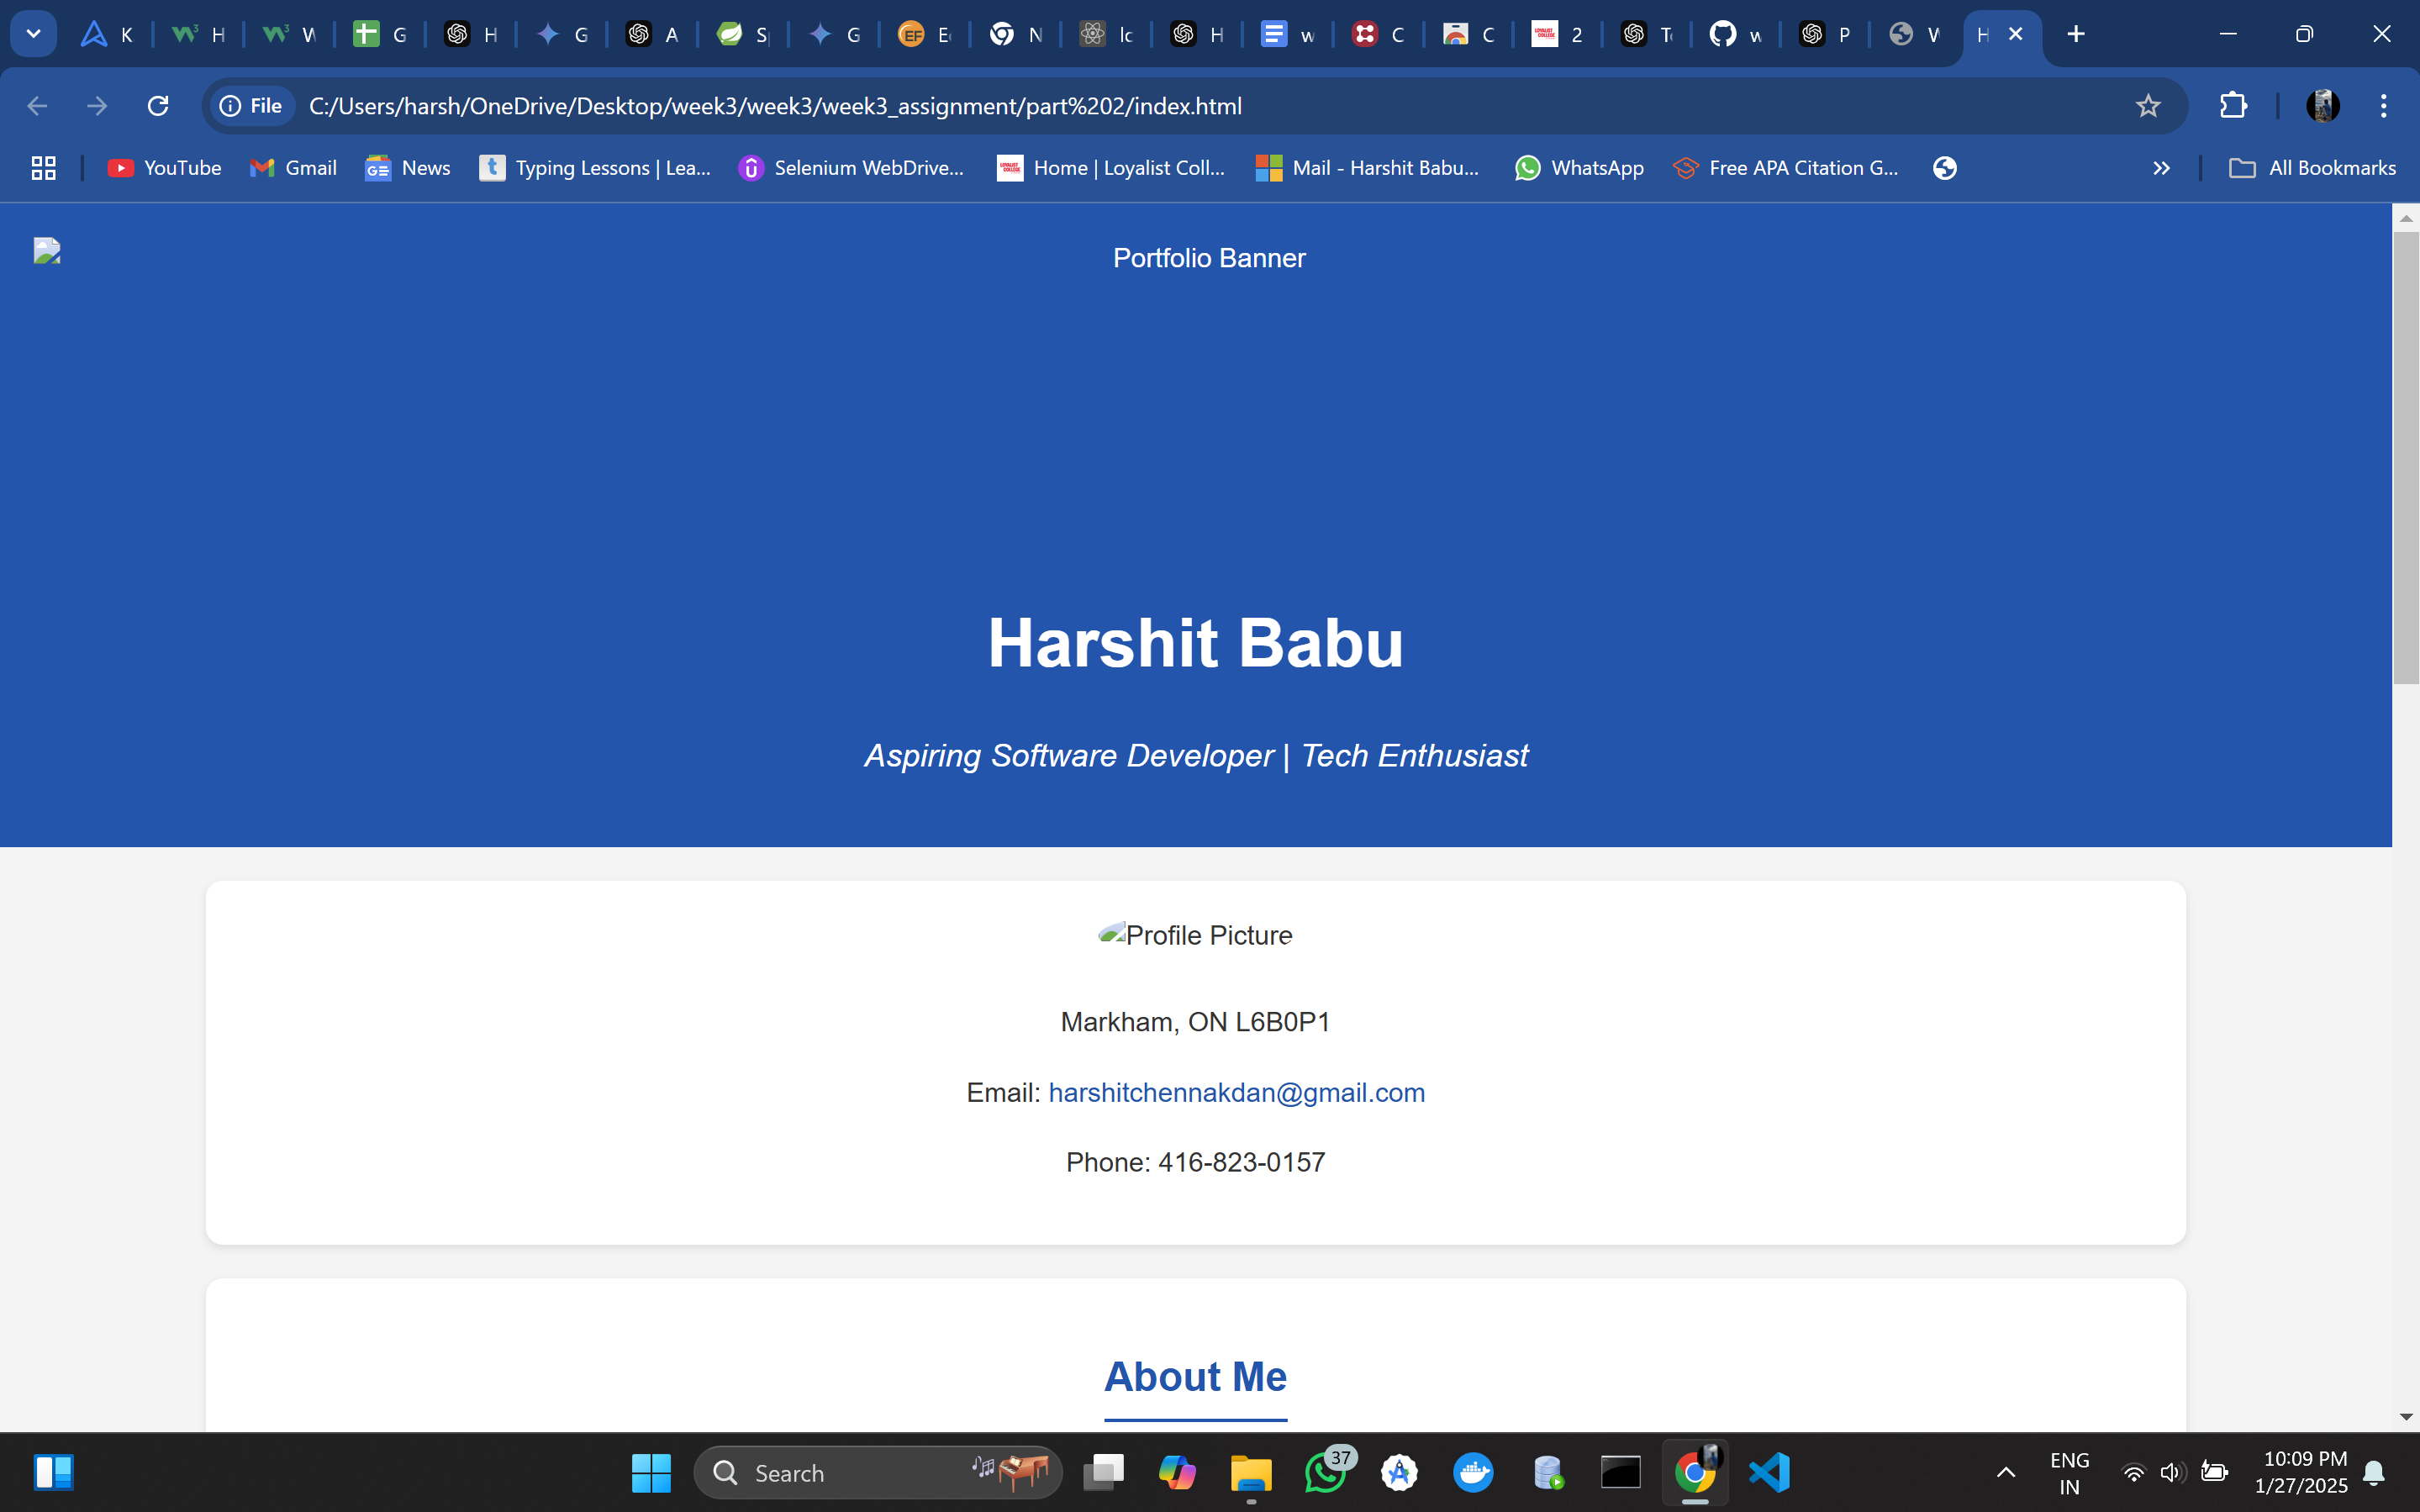 K H W G H G A S G E N Ic H w C C 2 T w P W H
File C:/Users/harsh/OneDrive/Desktop/week3/week3/week3_assignment/part%202/index.html
YouTube Gmail News Typing Lessons | Lea... Selenium WebDrive... Home | Loyalist Coll... Mail - Harshit Babu... WhatsApp Free APA Citation G... All Bookmarks
Portfolio Banner
Harshit Babu
Aspiring Software Developer | Tech Enthusiast
Profile Picture
Markham, ON L6B0P1
Email: harshitchennakdan@gmail.com
Phone: 416-823-0157
About Me
Search
37
ENG
IN
10:09 PM
1/27/2025